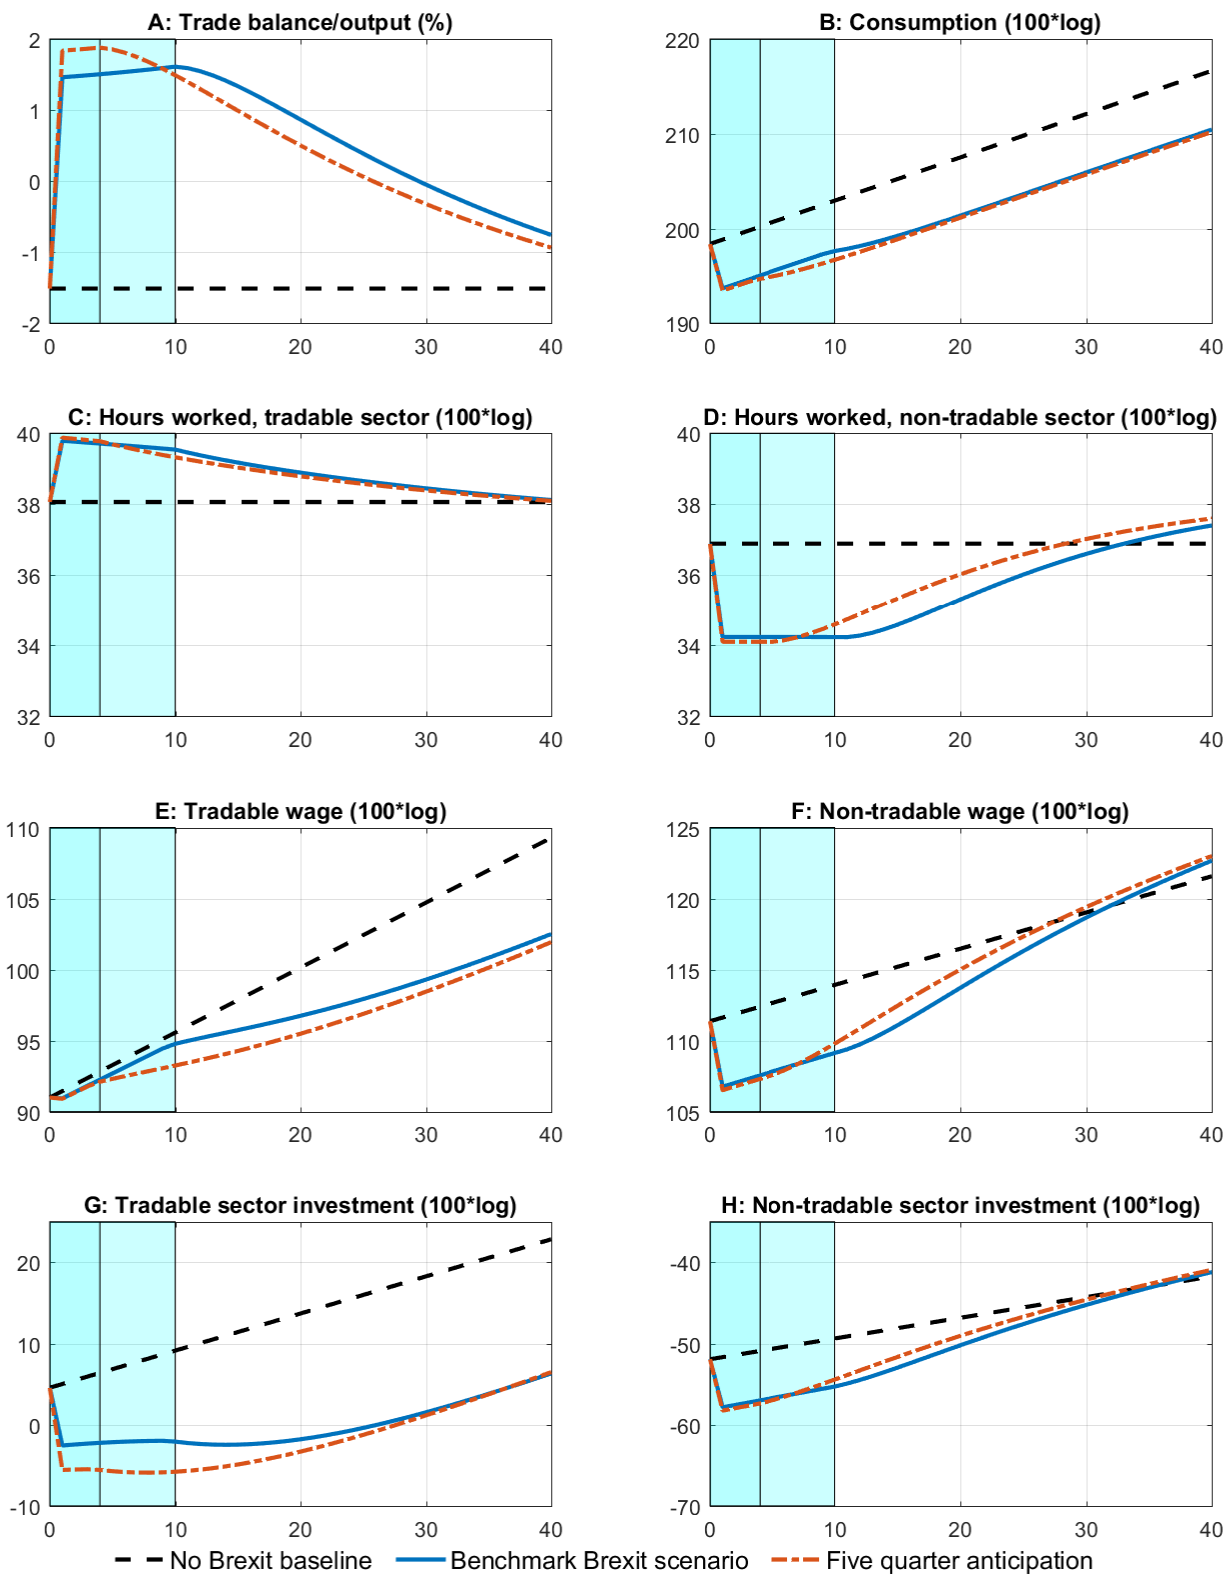 A: Trade balance/output (%)
2
1
0
-1
-2
0 10 20 30 40
B: Consumption (100*log)
220
210
200
190
0 10 20 30 40
C: Hours worked, tradable sector (100*log)
40
38
36
34
32
0 10 20 30 40
D: Hours worked, non-tradable sector (100*log)
40
38
36
34
32
0 10 20 30 40
E: Tradable wage (100*log)
110
105
100
95
90
0 10 20 30 40
F: Non-tradable wage (100*log)
125
120
115
110
105
0 10 20 30 40
G: Tradable sector investment (100*log)
20
10
0
-10
0 10 20 30 40
H: Non-tradable sector investment (100*log)
-40
-50
-60
-70
0 10 20 30 40
No Brexit baseline Benchmark Brexit scenario Five quarter anticipation